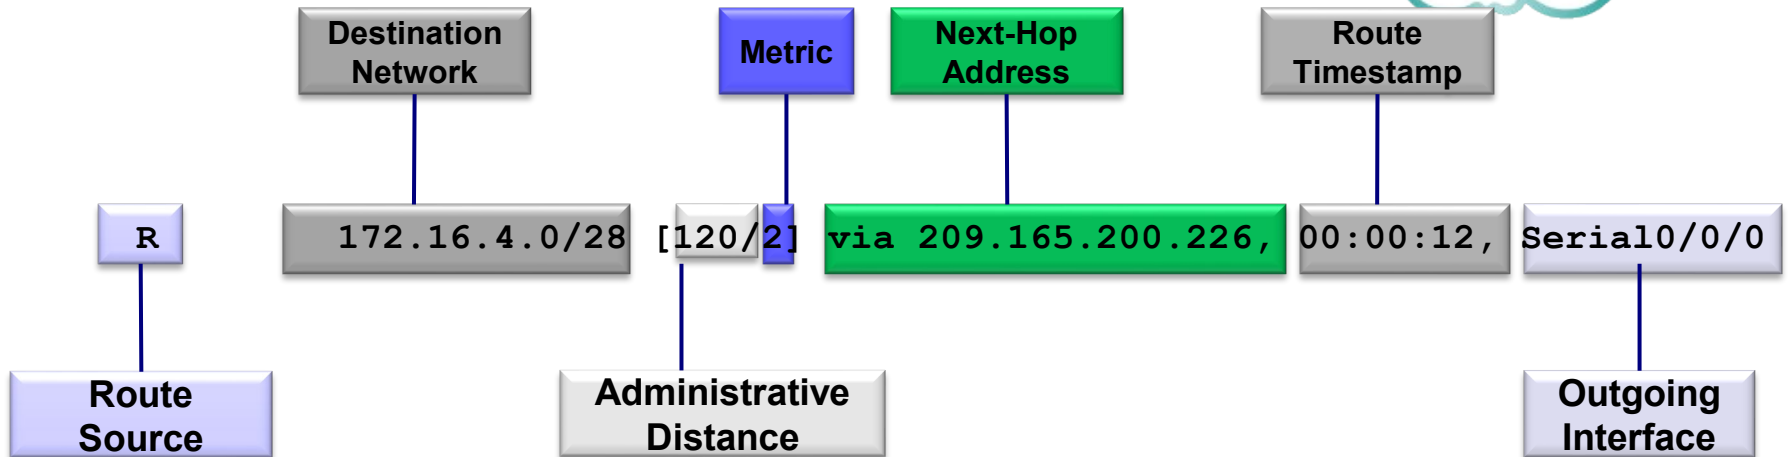 Destination
Network
Metric
Next-Hop
Address
Route
Timestamp
R 172.16.4.0/28 [120/2] via 209.165.200.226, 00:00:12, Serial0/0/0
Route
Source
Administrative
Distance
Outgoing
Interface